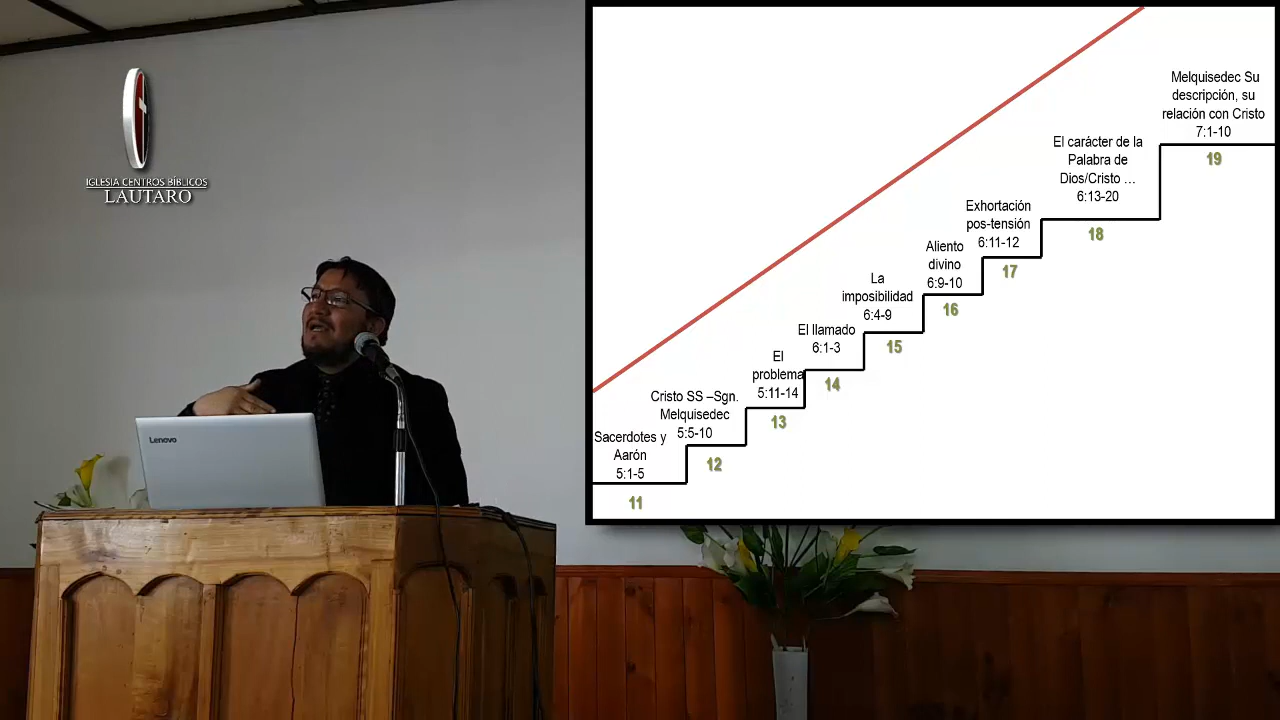 IGLESIA CENTROS BÍBLICOS
LAUTARO
Lenovo
Melquisedec Su
descripción, su
relación con Cristo
7:1-10
19
El carácter de la
Palabra de
Dios/Cristo ...
6:13-20
18
Exhortación
pos-tensión
6:11-12
17
Aliento
divino
6:9-10
16
La
imposibilidad
6:4-9
15
El llamado
6:1-3
14
El
problema
5:11-14
13
Cristo SS –Sgn.
Melquisedec
5:5-10
12
Sacerdotes y
Aarón
5:1-5
11